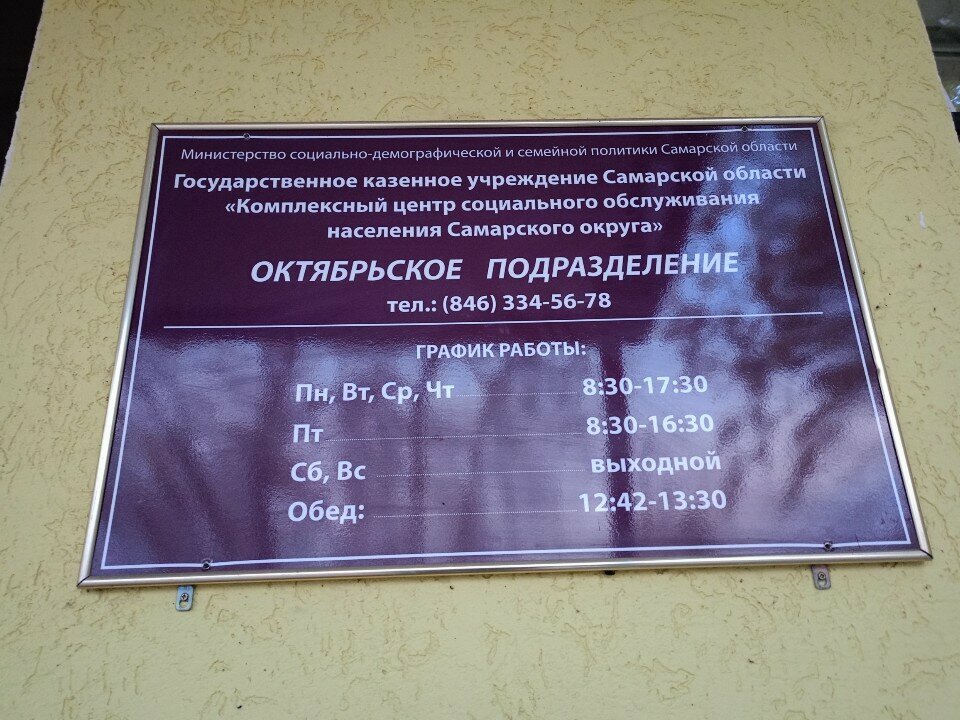 Министерство социально-демографической и семейной политики Самарской области
Государственное казенное учреждение Самарской области
«Комплексный центр социального обслуживания
населения Самарского округа»
ОКТЯБРЬСКОЕ ПОДРАЗДЕЛЕНИЕ
тел.: (846) 334-56-78
ГРАФИК РАБОТЫ:
Пн, Вт, Ср, Чт 8:30-17:30
Пт 8:30-16:30
Сб, Вс выходной
Обед: 12:42-13:30